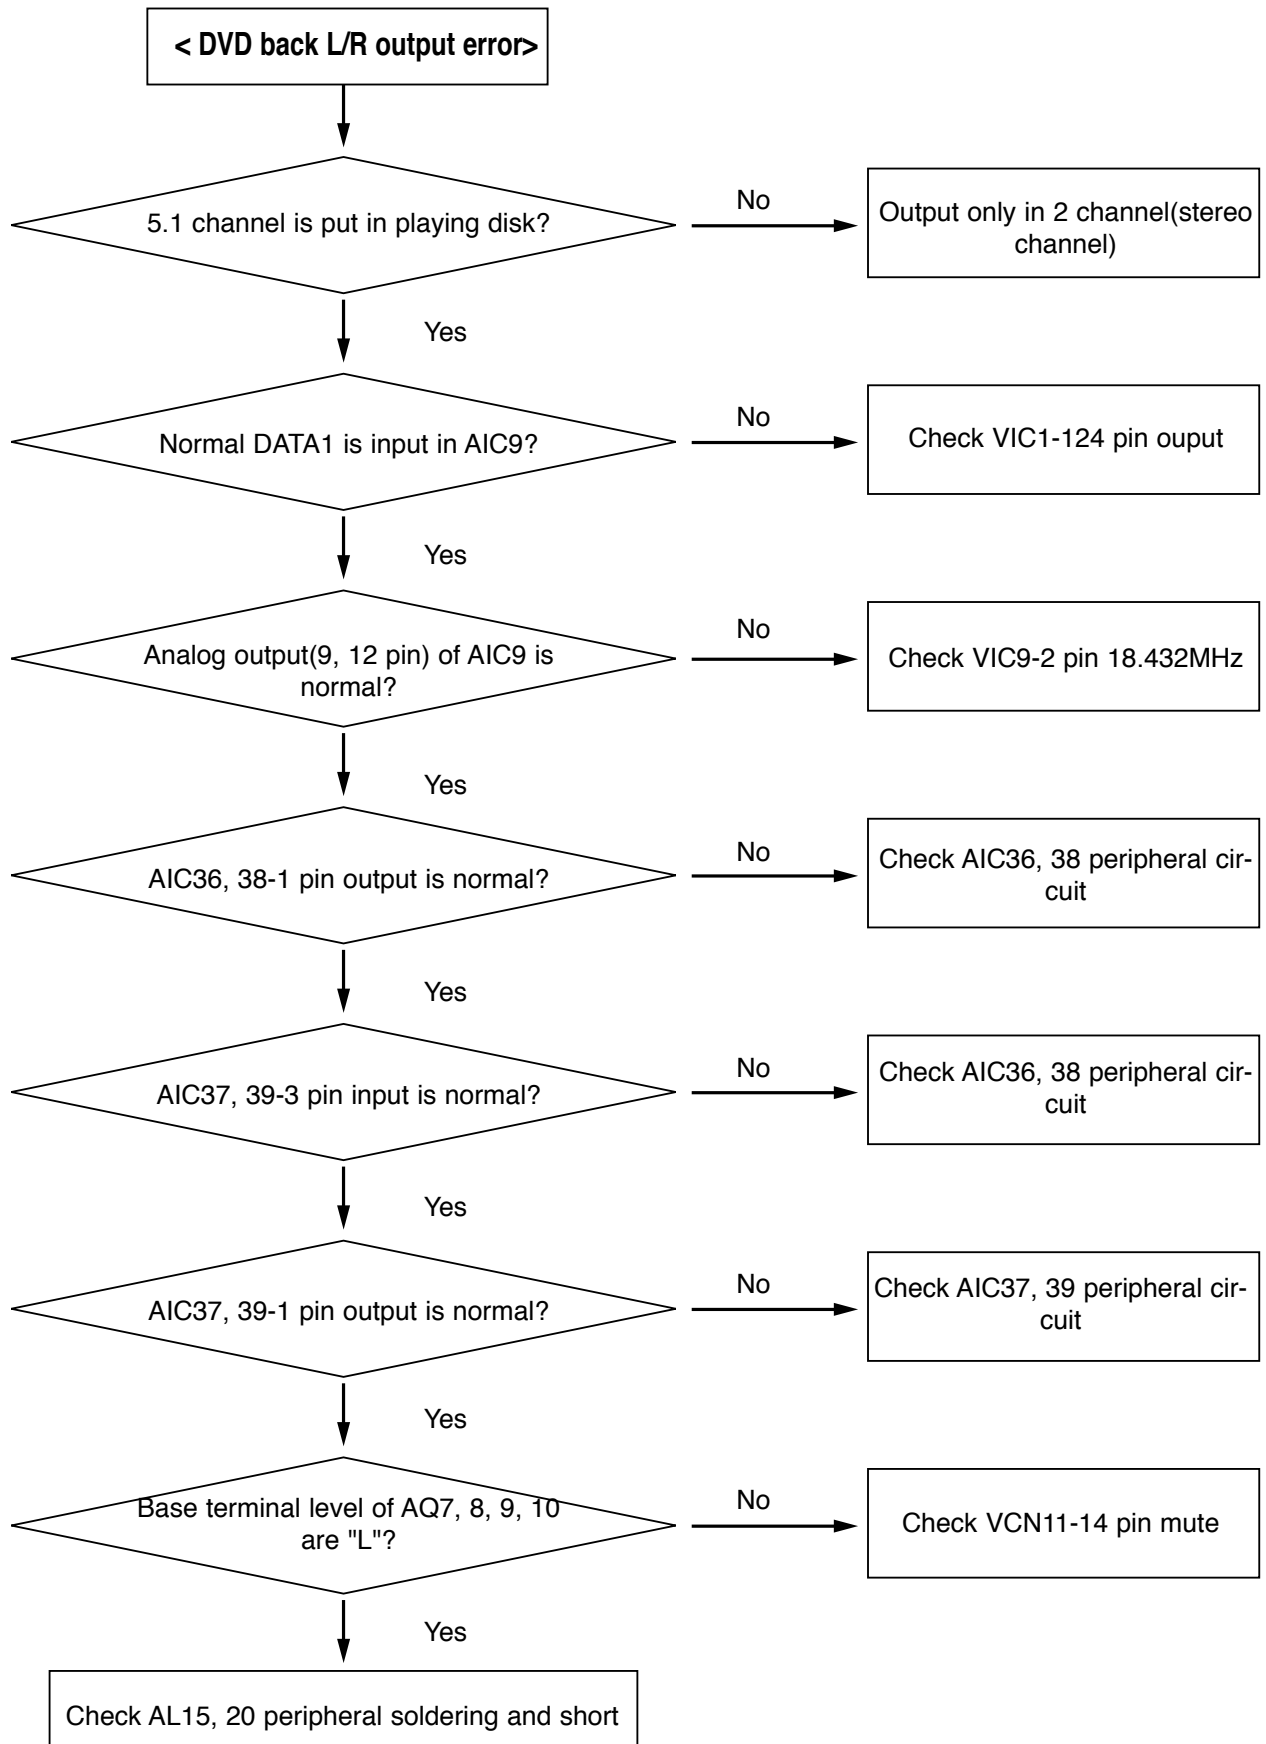 < DVD back L/R output error>
5.1 channel is put in playing disk?
No
Output only in 2 channel(stereo
channel)
Yes
Normal DATA1 is input in AIC9?
No
Check VIC1-124 pin ouput
Yes
Analog output(9, 12 pin) of AIC9 is
normal?
No
Check VIC9-2 pin 18.432MHz
Yes
AIC36, 38-1 pin output is normal?
No
Check AIC36, 38 peripheral cir-
cuit
Yes
AIC37, 39-3 pin input is normal?
No
Check AIC36, 38 peripheral cir-
cuit
Yes
AIC37, 39-1 pin output is normal?
No
Check AIC37, 39 peripheral cir-
cuit
Yes
Base terminal level of AQ7, 8, 9, 10
are "L"?
No
Check VCN11-14 pin mute
Yes
Check AL15, 20 peripheral soldering and short